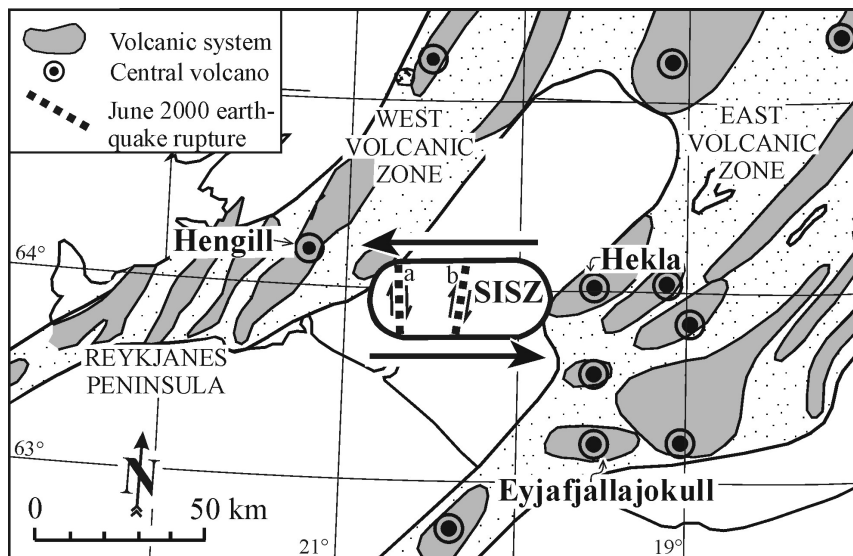 Volcanic system
Central volcano
June 2000 earth-
quake rupture
WEST
VOLCANIC
ZONE
EAST
VOLCANIC
ZONE
Hengill
64°
Hekla
a
b
SISZ
REYKJANES
PENINSULA
63°
N
Eyjafjallajokull
0
50 km
21°
19°